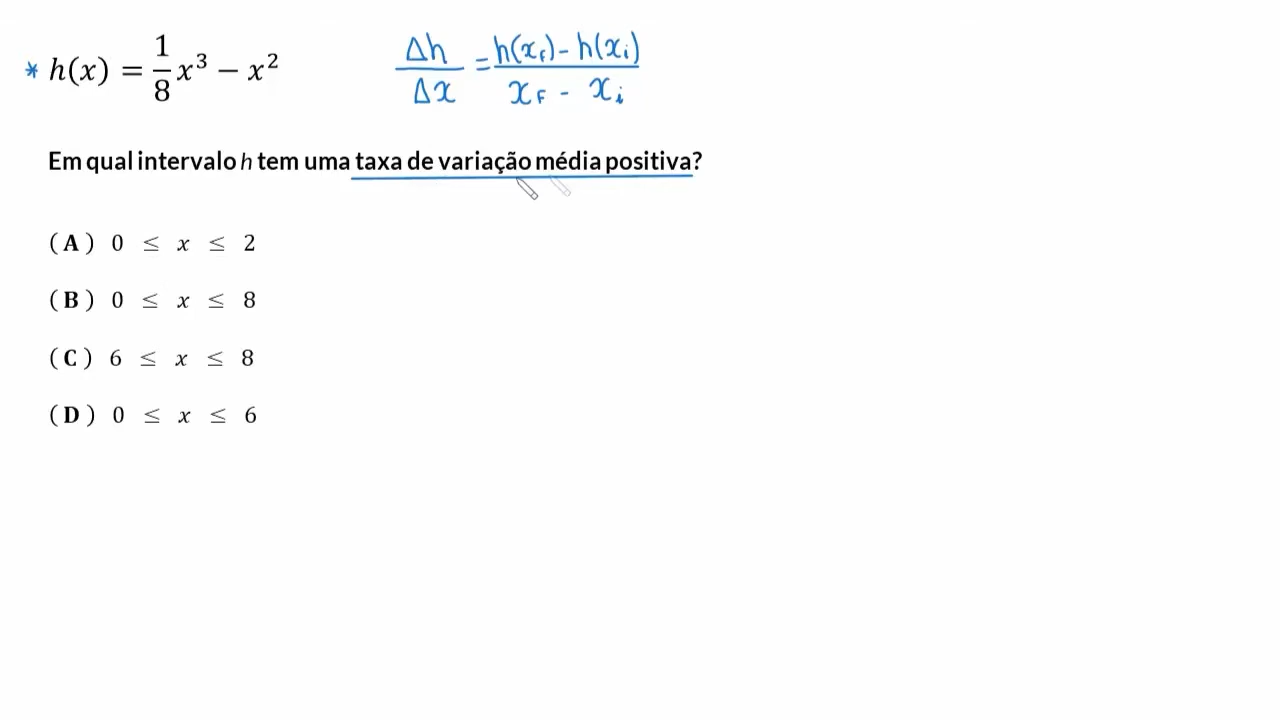 * h(x) = 1/8 x³ − x²
Δh/Δx = (h(x_F) - h(x_i))/(x_F - x_i)
Em qual intervalo h tem uma taxa de variação média positiva?
(A) 0 ≤ x ≤ 2
(B) 0 ≤ x ≤ 8
(C) 6 ≤ x ≤ 8
(D) 0 ≤ x ≤ 6